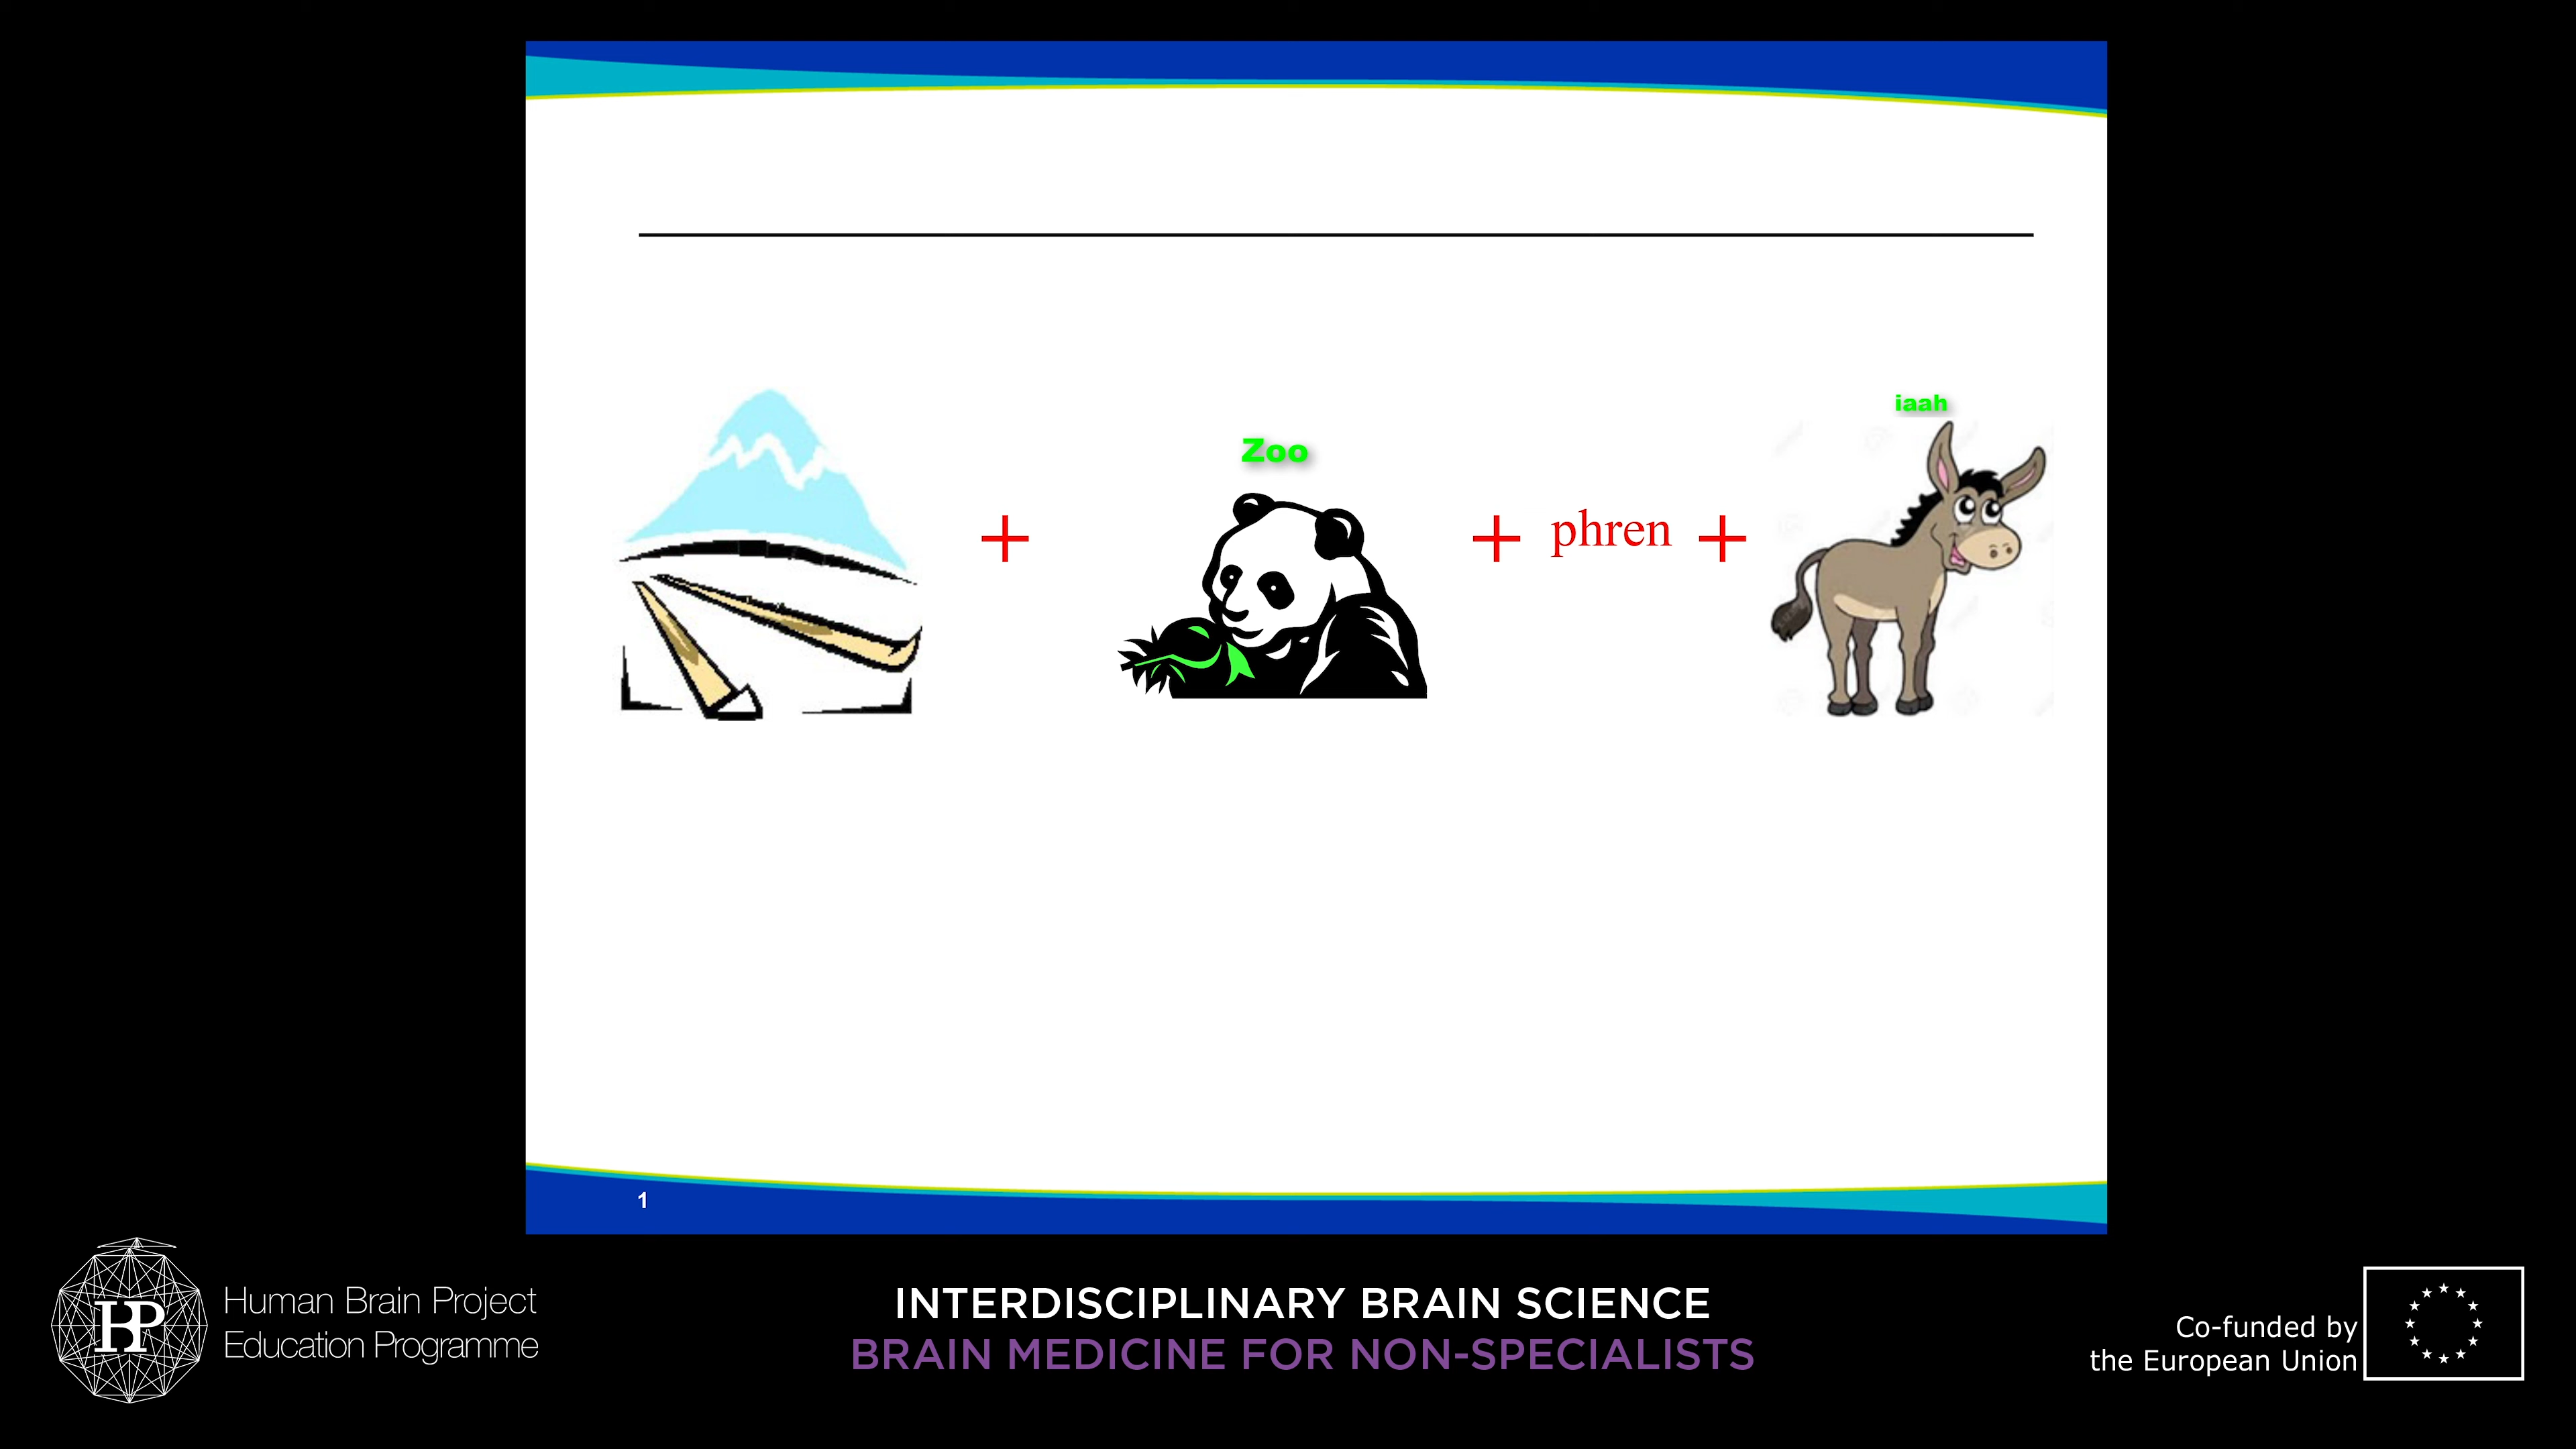 iaah
Zoo
+ + phren +
1
HBP
Human Brain Project
Education Programme
INTERDISCIPLINARY BRAIN SCIENCE
BRAIN MEDICINE FOR NON-SPECIALISTS
Co-funded by
the European Union